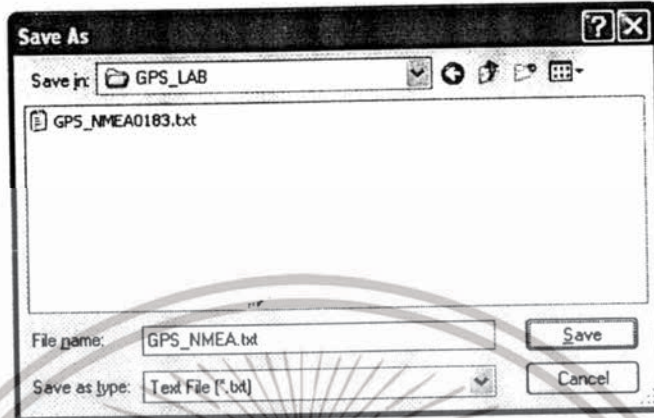 Save As
Save in: GPS_LAB
GPS_NMEA0183.txt
File name: GPS_NMEA.txt
Save
Save as type: Text File (*.txt)
Cancel